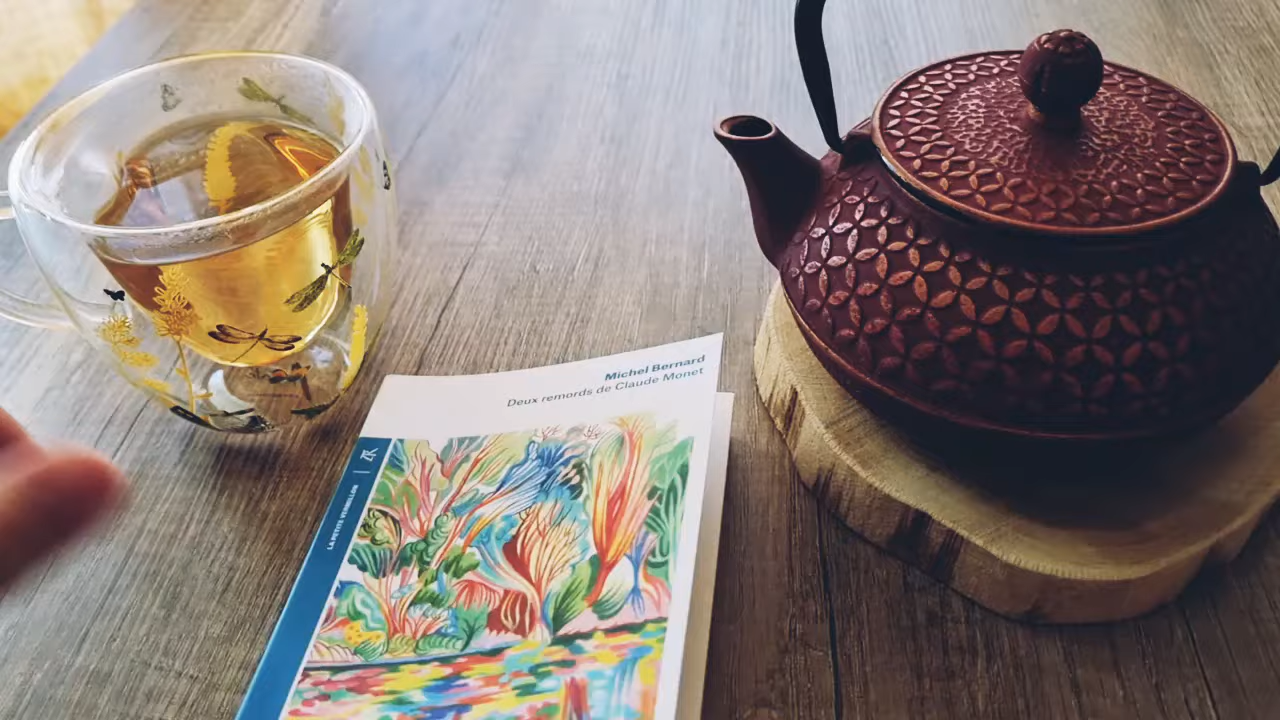 Michel Bernard
Deux remords de Claude Monet
LA PETITE VERMILLON